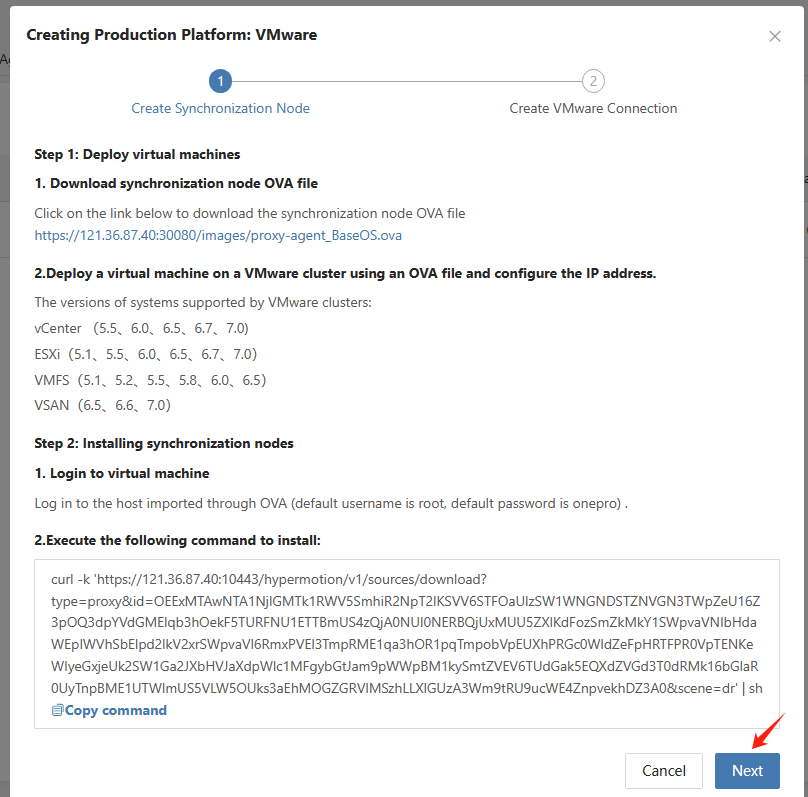 Creating Production Platform: VMware
1
2
Create Synchronization Node
Create VMware Connection
Step 1: Deploy virtual machines
1. Download synchronization node OVA file
Click on the link below to download the synchronization node OVA file
https://121.36.87.40:30080/images/proxy-agent_BaseOS.ova
2.Deploy a virtual machine on a VMware cluster using an OVA file and configure the IP address.
The versions of systems supported by VMware clusters:
vCenter （5.5、6.0、6.5、6.7、7.0)
ESXi（5.1、5.5、6.0、6.5、6.7、7.0）
VMFS（5.1、5.2、5.5、5.8、6.0、6.5）
VSAN（6.5、6.6、7.0）
Step 2: Installing synchronization nodes
1. Login to virtual machine
Log in to the host imported through OVA (default username is root, default password is onepro) .
2.Execute the following command to install:
curl -k 'https://121.36.87.40:10443/hypermotion/v1/sources/download?
&scene=dr' | sh
Copy command
Cancel
Next